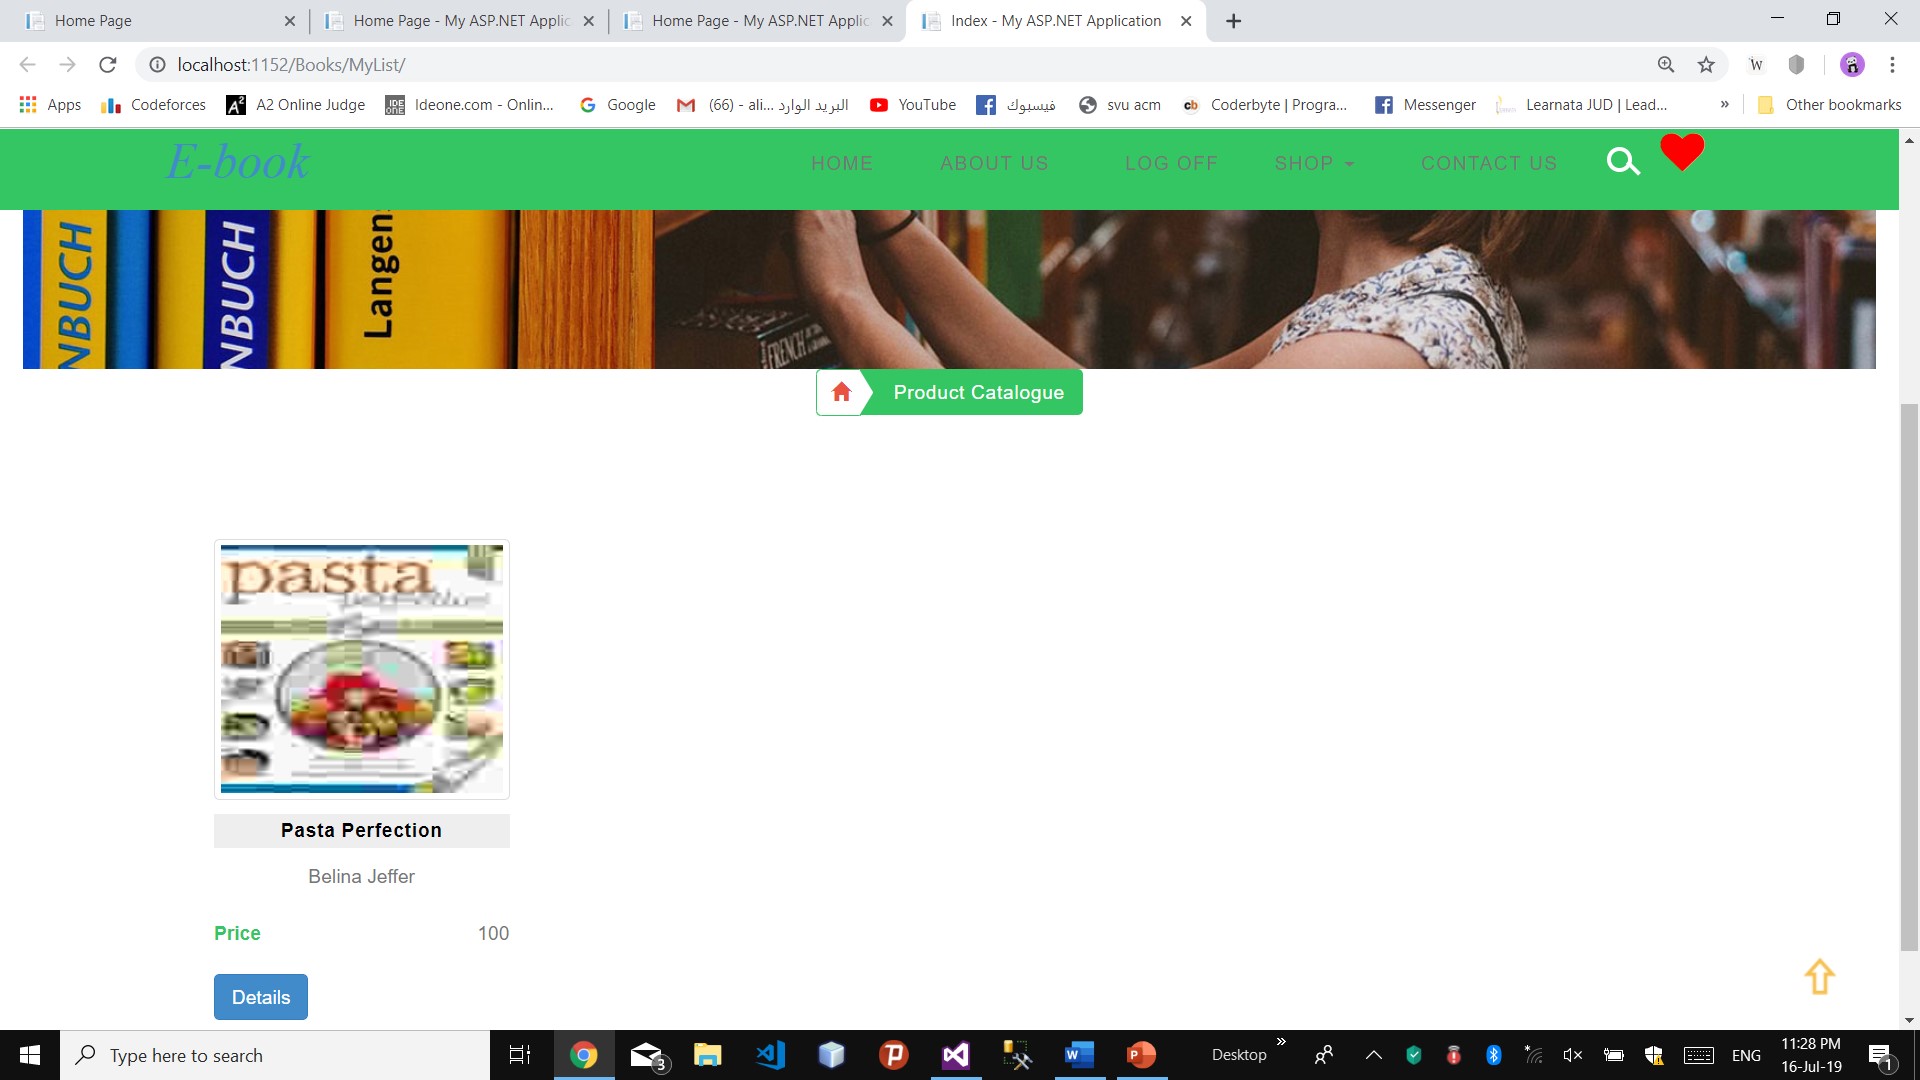 Home Page
Home Page - My ASP.NET Applic
Home Page - My ASP.NET Applic
Index - My ASP.NET Application
localhost:1152/Books/MyList/
Apps
Codeforces
A2 Online Judge
Ideone.com - Onlin...
Google
(66) - ali... البريد الوارد
YouTube
فيسبوك
svu acm
Coderbyte | Progra...
Messenger
Learnata JUD | Lead...
»
Other bookmarks
E-book
HOME
ABOUT US
LOG OFF
SHOP
CONTACT US
NBUCH
NBUCH
Langen
FRENCH
Product Catalogue
pasta
Pasta Perfection
Belina Jeffer
Price 100
Details
Type here to search
3
Desktop
»
ENG
11:28 PM
16-Jul-19
1